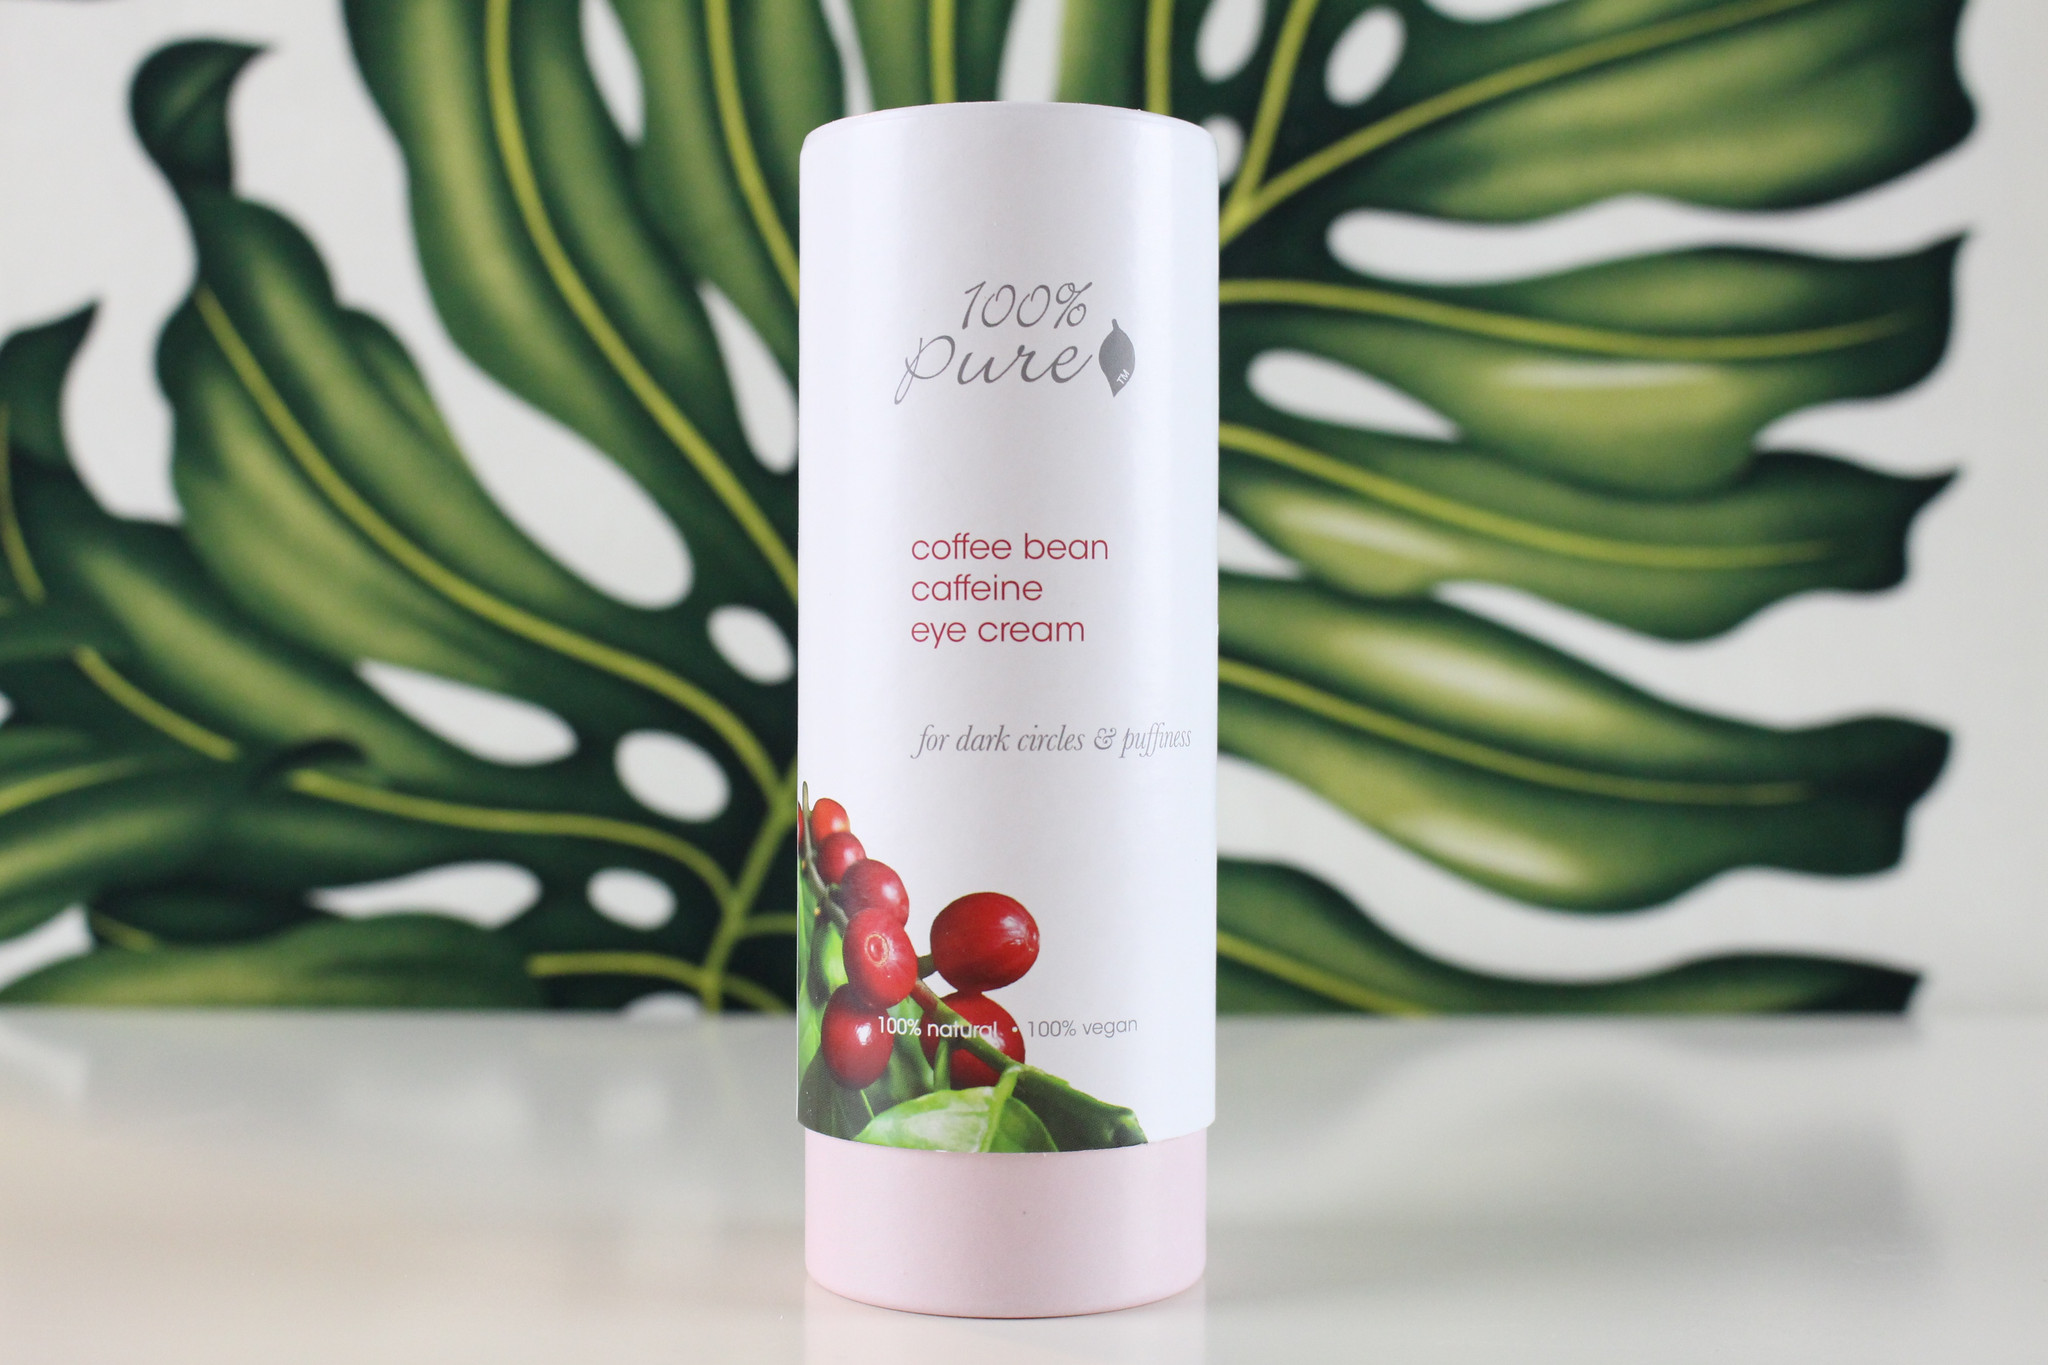 100%
Pure
TM
coffee bean
caffeine
eye cream
for dark circles & puffiness
100% natural • 100% vegan